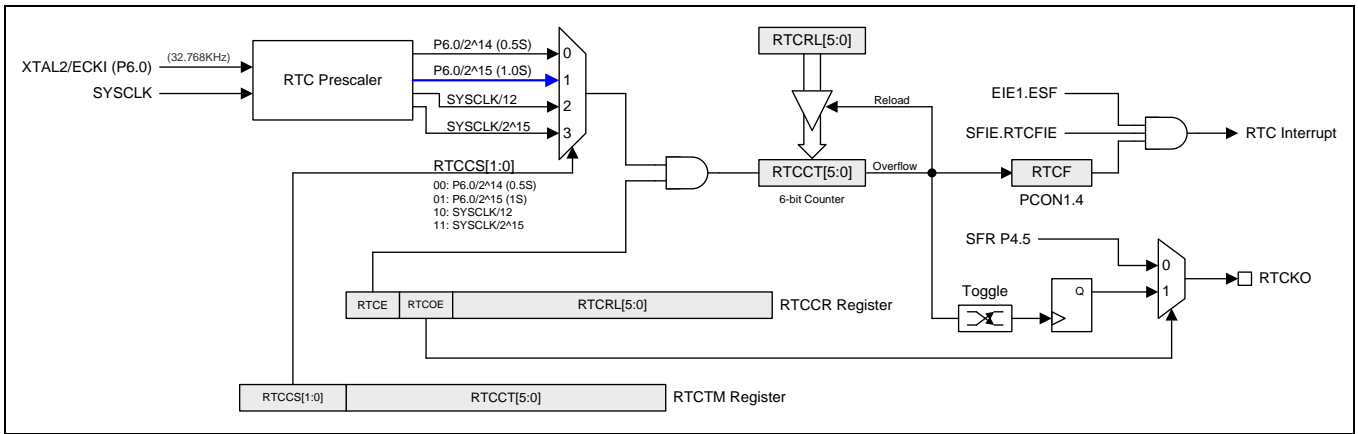 XTAL2/ECKI (P6.0)
(32.768KHz)
SYSCLK
RTC Prescaler
P6.0/2^14 (0.5S)
P6.0/2^15 (1.0S)
SYSCLK/12
SYSCLK/2^15
0
1
2
3
RTCCS[1:0]
00: P6.0/2^14 (0.5S)
01: P6.0/2^15 (1S)
10: SYSCLK/12
11: SYSCLK/2^15
RTCRL[5:0]
Reload
RTCCT[5:0]
Overflow
6-bit Counter
EIE1.ESF
SFIE.RTCFIE
RTC Interrupt
RTCF
PCON1.4
SFR P4.5
0
1
RTCKO
Toggle
Q
RTCE RTCOE RTCRL[5:0] RTCCR Register
RTCCS[1:0] RTCCT[5:0] RTCTM Register